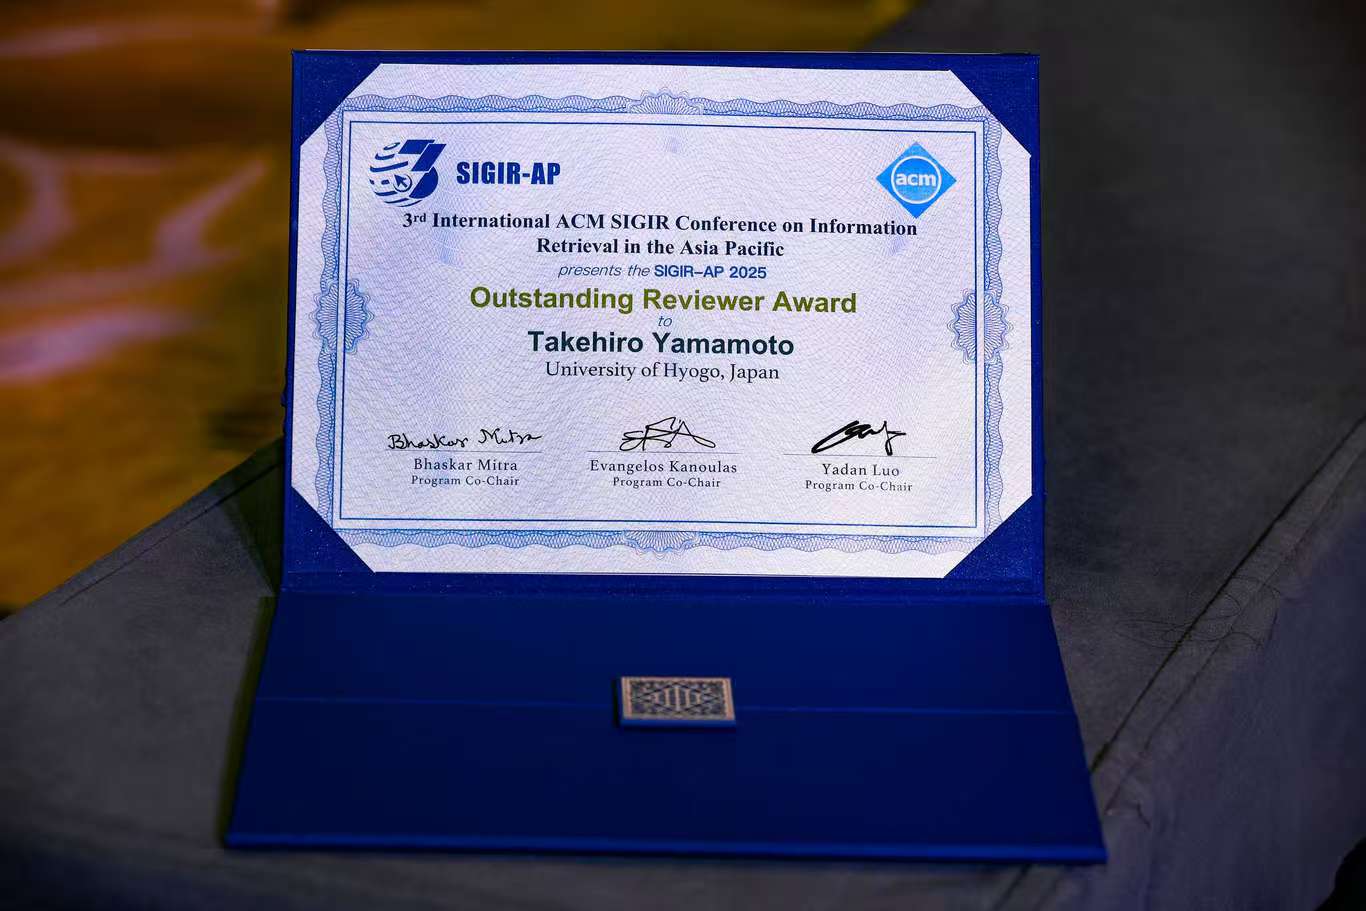 SIGIR-AP
acm
3rd International ACM SIGIR Conference on Information
Retrieval in the Asia Pacific
presents the SIGIR-AP 2025
Outstanding Reviewer Award
to
Takehiro Yamamoto
University of Hyogo, Japan
Bhaskar Mitra
Bhaskar Mitra
Program Co-Chair
Evangelos Kanoulas
Program Co-Chair
Yadan Luo
Program Co-Chair